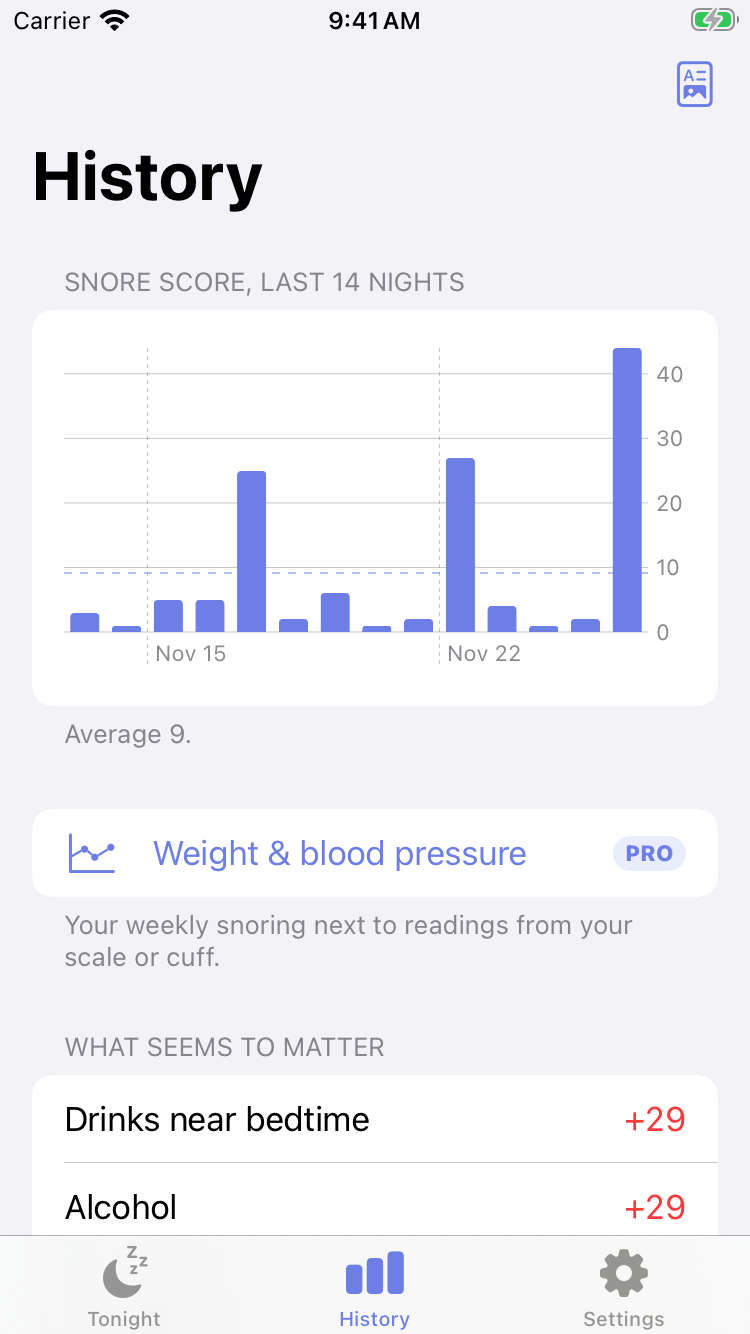 Carrier 9:41 AM
History
SNORE SCORE, LAST 14 NIGHTS
40
30
20
10
0
Nov 15 Nov 22
Average 9.
Weight & blood pressure PRO
Your weekly snoring next to readings from your
scale or cuff.
WHAT SEEMS TO MATTER
Drinks near bedtime +29
Alcohol +29
Tonight History Settings